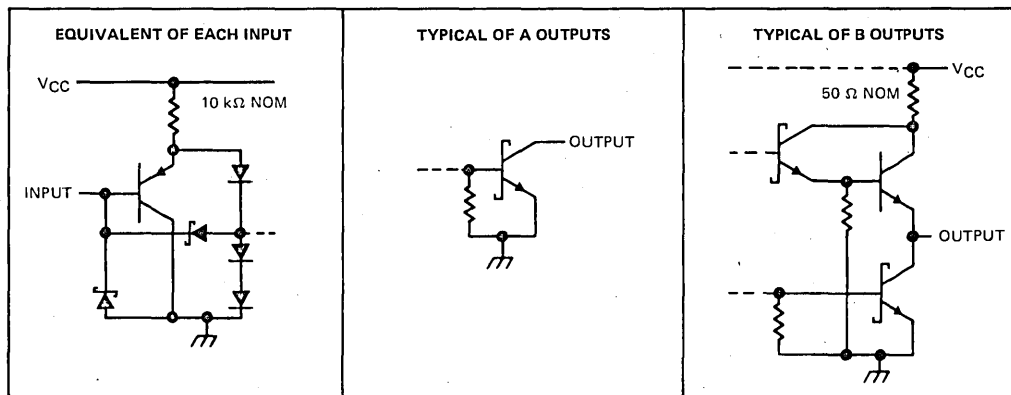 EQUIVALENT OF EACH INPUT
VCC
10 kΩ NOM
INPUT
TYPICAL OF A OUTPUTS
OUTPUT
TYPICAL OF B OUTPUTS
VCC
50 Ω NOM
OUTPUT